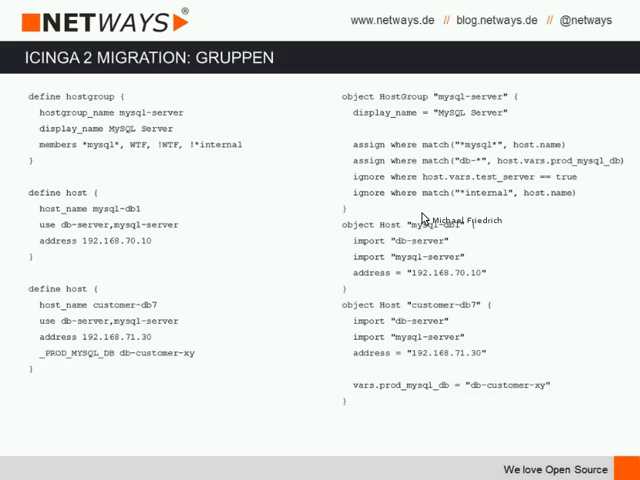 NETWAYS®
www.netways.de // blog.netways.de // @netways
ICINGA 2 MIGRATION: GRUPPEN
define hostgroup {
hostgroup_name mysql-server
display_name MySQL Server
members *mysql*, WTF, !WTF, !*internal
}
define host {
host_name mysql-db1
use db-server,mysql-server
address 192.168.70.10
}
define host {
host_name customer-db7
use db-server,mysql-server
address 192.168.71.30
_PROD_MYSQL_DB db-customer-xy
}
object HostGroup "mysql-server" {
display_name = "MySQL Server"
assign where match("*mysql*", host.name)
assign where match("db-*", host.vars.prod_mysql_db)
ignore where host.vars.test_server == true
ignore where match("*internal", host.name)
}
Michael Friedrich
object Host "mysql-db1" {
import "db-server"
import "mysql-server"
address = "192.168.70.10"
}
object Host "customer-db7" {
import "db-server"
import "mysql-server"
address = "192.168.71.30"
vars.prod_mysql_db = "db-customer-xy"
}
We love Open Source